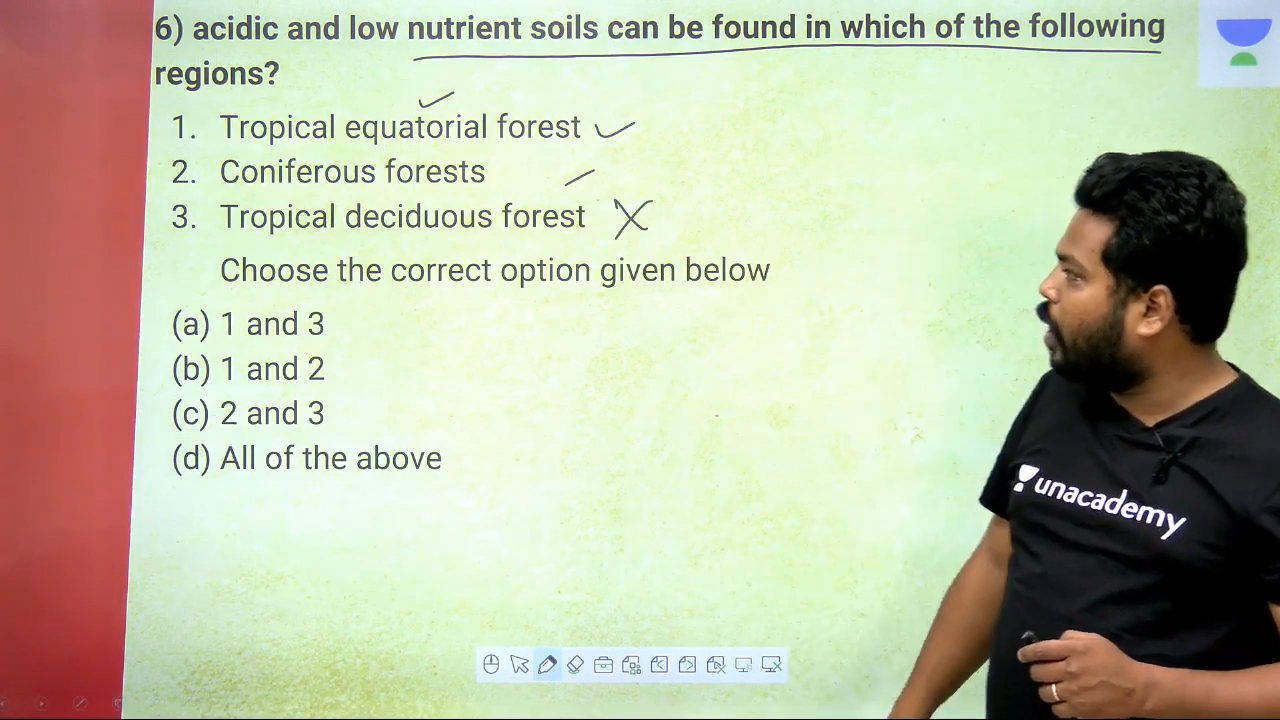 6) acidic and low nutrient soils can be found in which of the following
regions?
1. Tropical equatorial forest
2. Coniferous forests
3. Tropical deciduous forest
Choose the correct option given below
(a) 1 and 3
(b) 1 and 2
(c) 2 and 3
(d) All of the above
unacademy